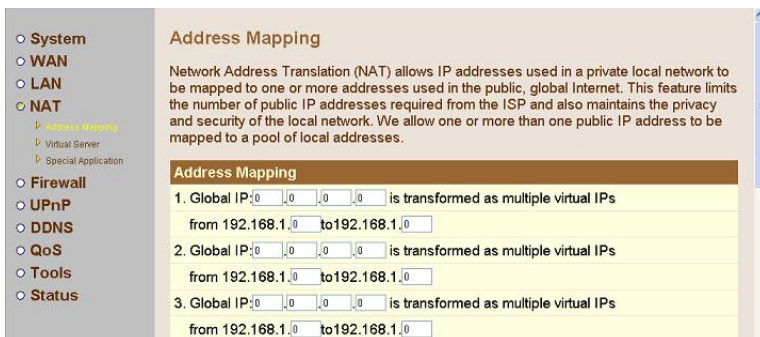 System
WAN
LAN
NAT
Address Mapping
Virtual Server
Special Application
Firewall
UPnP
DDNS
QoS
Tools
Status
Address Mapping
Network Address Translation (NAT) allows IP addresses used in a private local network to
be mapped to one or more addresses used in the public, global Internet. This feature limits
the number of public IP addresses required from the ISP and also maintains the privacy
and security of the local network. We allow one or more than one public IP address to be
mapped to a pool of local addresses.
Address Mapping
1. Global IP:0 .0 .0 .0 is transformed as multiple virtual IPs
from 192.168.1.0 to192.168.1.0
2. Global IP:0 .0 .0 .0 is transformed as multiple virtual IPs
from 192.168.1.0 to192.168.1.0
3. Global IP:0 .0 .0 .0 is transformed as multiple virtual IPs
from 192.168.1.0 to192.168.1.0